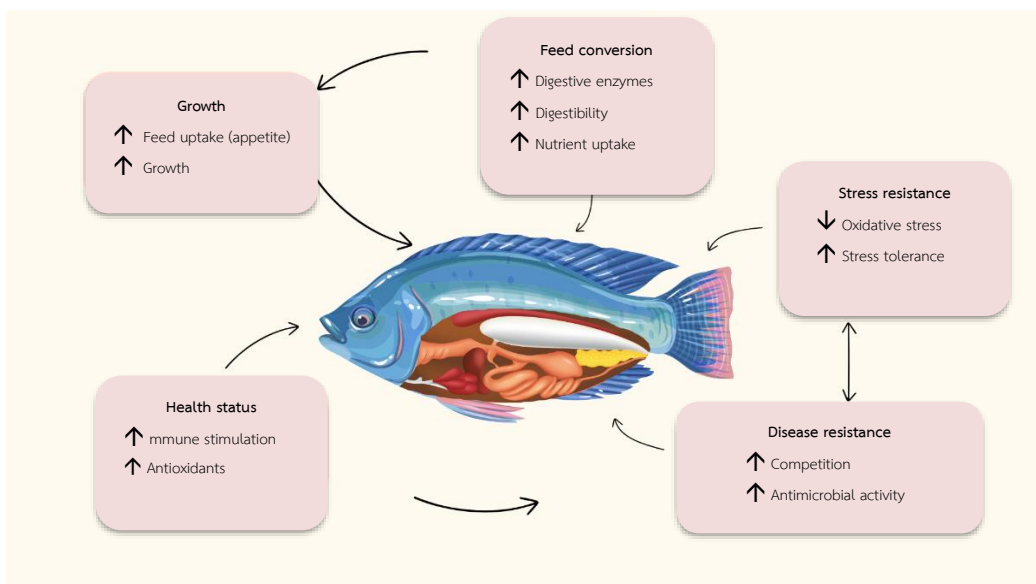 Feed conversion
↑ Digestive enzymes
↑ Digestibility
↑ Nutrient uptake
Growth
↑ Feed uptake (appetite)
↑ Growth
Stress resistance
↓ Oxidative stress
↑ Stress tolerance
Health status
↑ mmune stimulation
↑ Antioxidants
Disease resistance
↑ Competition
↑ Antimicrobial activity